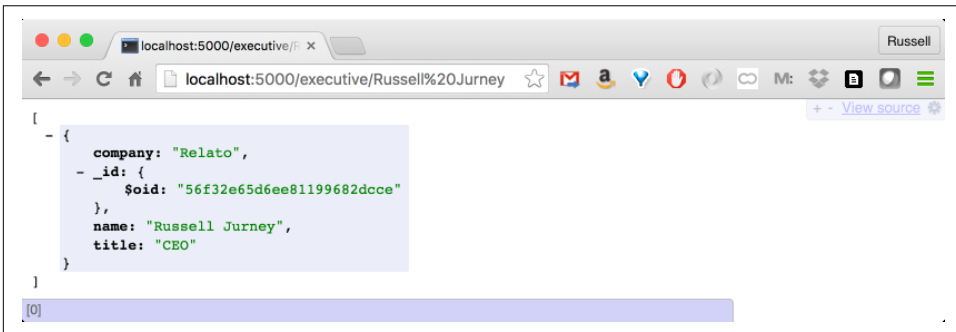 localhost:5000/executive/R
Russell
localhost:5000/executive/Russell%20Jurney
a
M:
+ - View source
[
- {
company: "Relato",
- _id: {
$oid: "56f32e65d6ee81199682dcce"
},
name: "Russell Jurney",
title: "CEO"
}
]
[0]